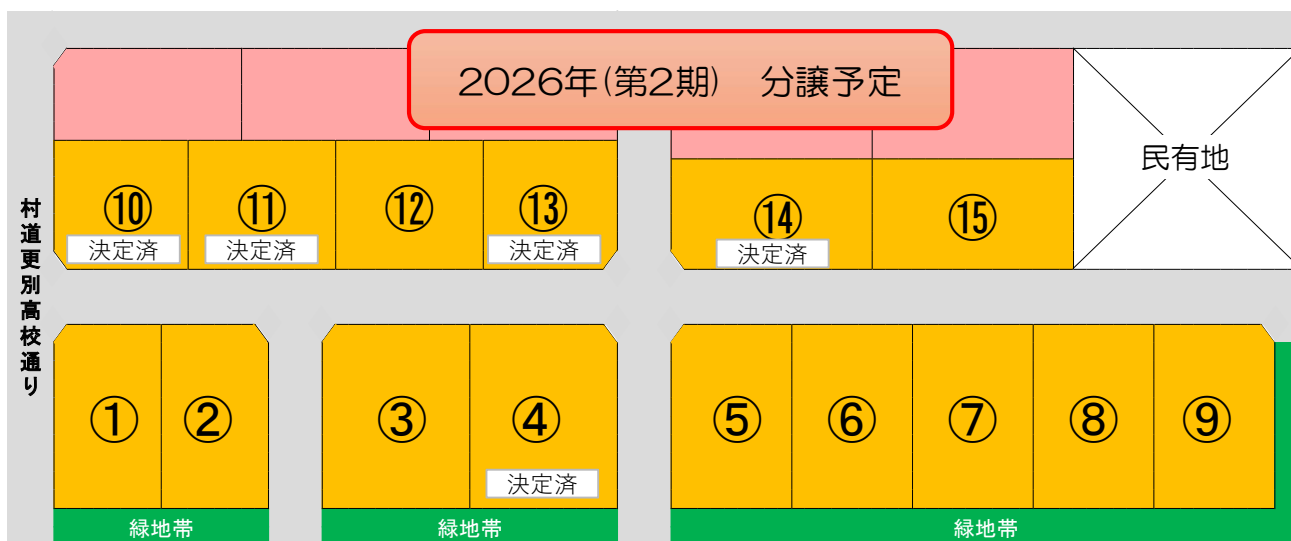 2026年(第2期)　分譲予定
民有地
村道更別高校通り
⑩
決定済
⑪
決定済
⑫
⑬
決定済
⑭
決定済
⑮
①
②
③
④
決定済
⑤
⑥
⑦
⑧
⑨
緑地帯
緑地帯
緑地帯